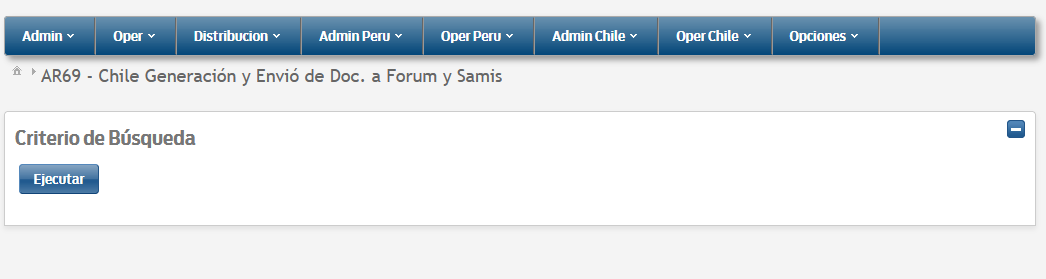 Admin Oper Distribucion Admin Peru Oper Peru Admin Chile Oper Chile Opciones
AR69 - Chile Generación y Envió de Doc. a Forum y Samis
Criterio de Búsqueda
Ejecutar